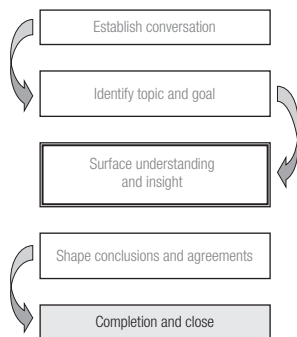 Establish conversation
Identify topic and goal
Surface understanding
and insight
Shape conclusions and agreements
Completion and close